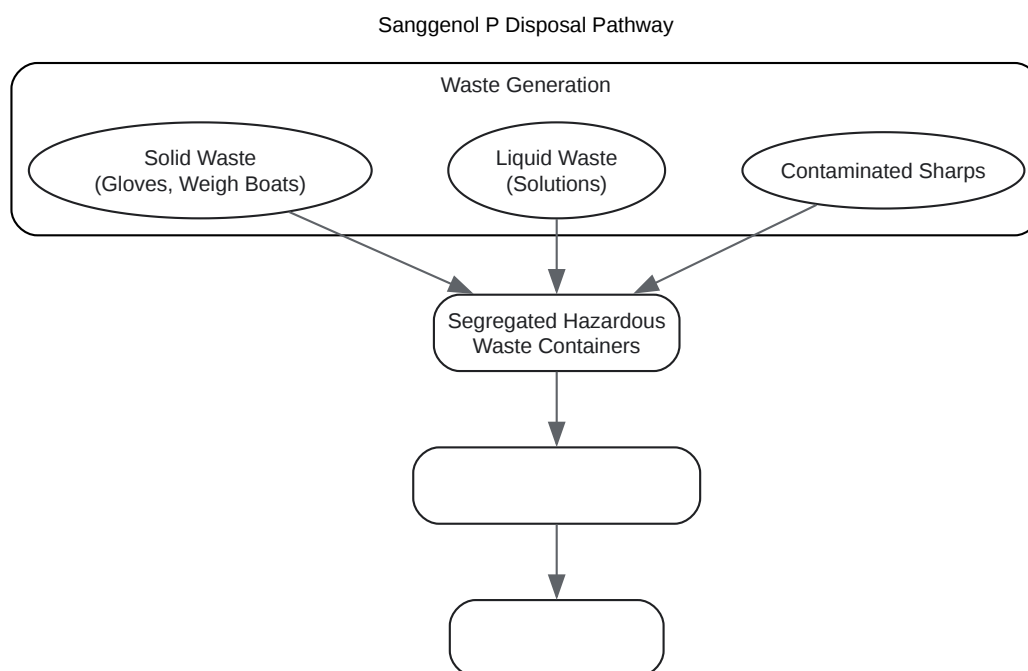 Sanggenol P Disposal Pathway
Waste Generation
Solid Waste
(Gloves, Weigh Boats)
Liquid Waste
(Solutions)
Contaminated Sharps
Segregated Hazardous
Waste Containers